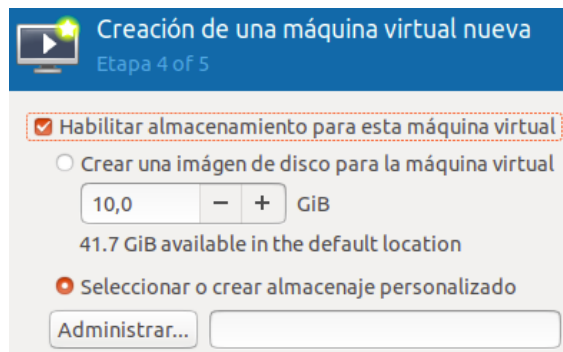 Creación de una máquina virtual nueva
Etapa 4 of 5
Habilitar almacenamiento para esta máquina virtual
Crear una imágen de disco para la máquina virtual
10,0 − + GiB
41.7 GiB available in the default location
Seleccionar o crear almacenaje personalizado
Administrar...